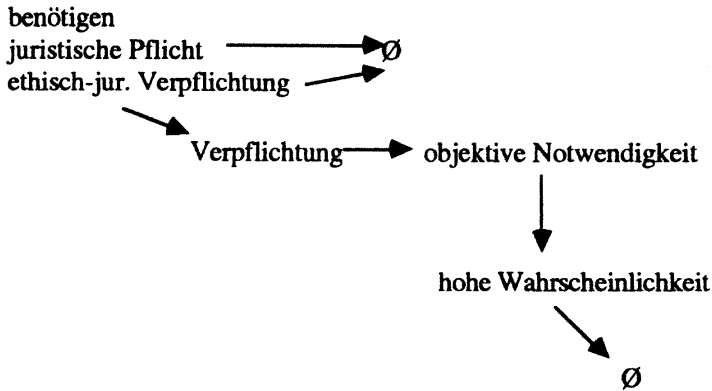 benötigen
juristische Pflicht Ø
ethisch-jur. Verpflichtung
Verpflichtung objektive Notwendigkeit
hohe Wahrscheinlichkeit
Ø